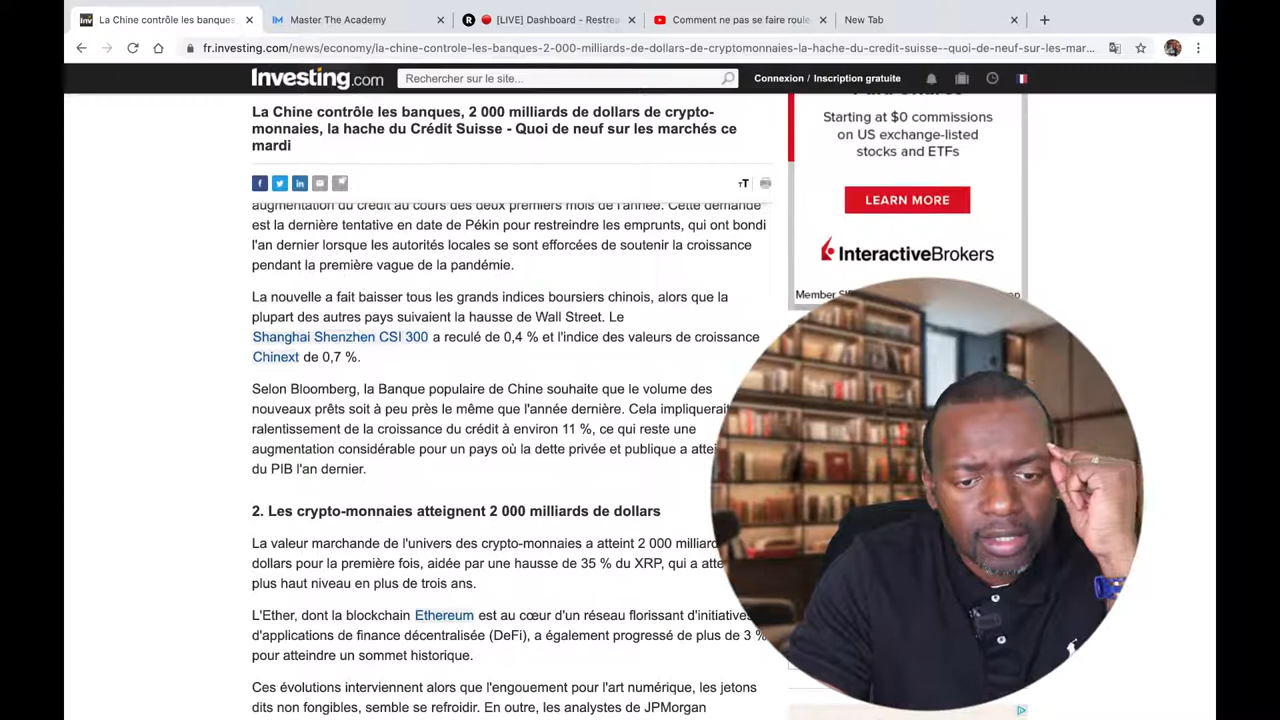 La Chine contrôle les banques,
Master The Academy
[LIVE] Dashboard - Restrea
Comment ne pas se faire roule
New Tab
fr.investing.com/news/economy/la-chine-controle-les-banques-2-000-milliards-de-dollars-de-cryptomonnaies-la-hache-du-credit-suisse--quoi-de-neuf-sur-les-mar...
Investing.com
Rechercher sur le site...
Connexion / Inscription gratuite
La Chine contrôle les banques, 2 000 milliards de dollars de crypto-
monnaies, la hache du Crédit Suisse - Quoi de neuf sur les marchés ce
mardi
augmentation du crédit au cours des deux premiers mois de l'année. Cette demande
est la dernière tentative en date de Pékin pour restreindre les emprunts, qui ont bondi
l'an dernier lorsque les autorités locales se sont efforcées de soutenir la croissance
pendant la première vague de la pandémie.
La nouvelle a fait baisser tous les grands indices boursiers chinois, alors que la
plupart des autres pays suivaient la hausse de Wall Street. Le
Shanghai Shenzhen CSI 300 a reculé de 0,4 % et l'indice des valeurs de croissance
Chinext de 0,7 %.
Selon Bloomberg, la Banque populaire de Chine souhaite que le volume des
nouveaux prêts soit à peu près le même que l'année dernière. Cela impliquerait
ralentissement de la croissance du crédit à environ 11 %, ce qui reste une
augmentation considérable pour un pays où la dette privée et publique a attei
du PIB l'an dernier.
2. Les crypto-monnaies atteignent 2 000 milliards de dollars
La valeur marchande de l'univers des crypto-monnaies a atteint 2 000 milliard
dollars pour la première fois, aidée par une hausse de 35 % du XRP, qui a atte
plus haut niveau en plus de trois ans.
L'Ether, dont la blockchain Ethereum est au cœur d'un réseau florissant d'initiatives
d'applications de finance décentralisée (DeFi), a également progressé de plus de 3 %
pour atteindre un sommet historique.
Ces évolutions interviennent alors que l'engouement pour l'art numérique, les jetons
dits non fongibles, semble se refroidir. En outre, les analystes de JPMorgan
Starting at $0 commissions
on US exchange-listed
stocks and ETFs
LEARN MORE
InteractiveBrokers
Member